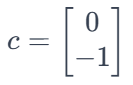 c = [0
-1]